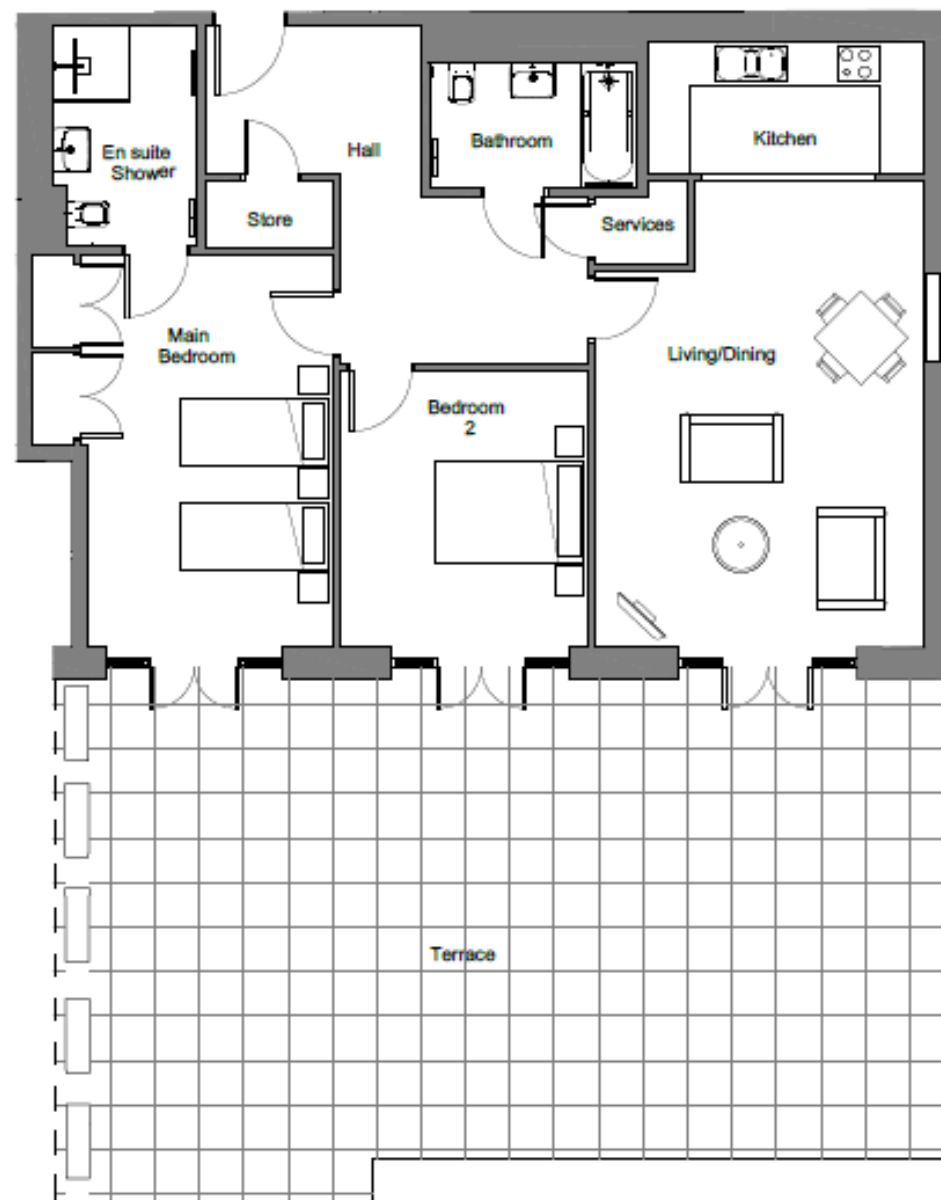 En suite
Shower
Hall
Bathroom
Kitchen
Store
Services
Main
Bedroom
Living/Dining
Bedroom
2
Terrace